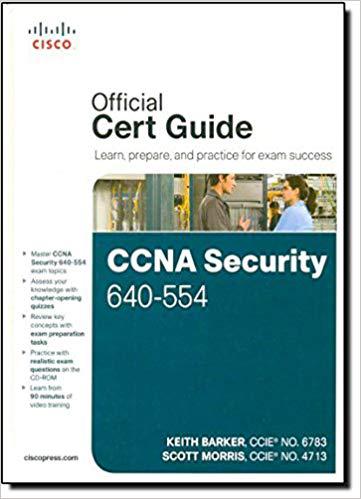 CISCO
Official
Cert Guide
Learn, prepare, and practice for exam success
Master CCNA
Security 640-554
exam topics
Assess your
knowledge with
chapter-opening
quizzes
Review key
concepts with
exam preparation
tasks
Practice with
realistic exam
questions on the
CD-ROM
Learn from
90 minutes of
video training
CCNA Security
640-554
ciscopress.com
KEITH BARKER, CCIE® NO. 6783
SCOTT MORRIS, CCIE® NO. 4713